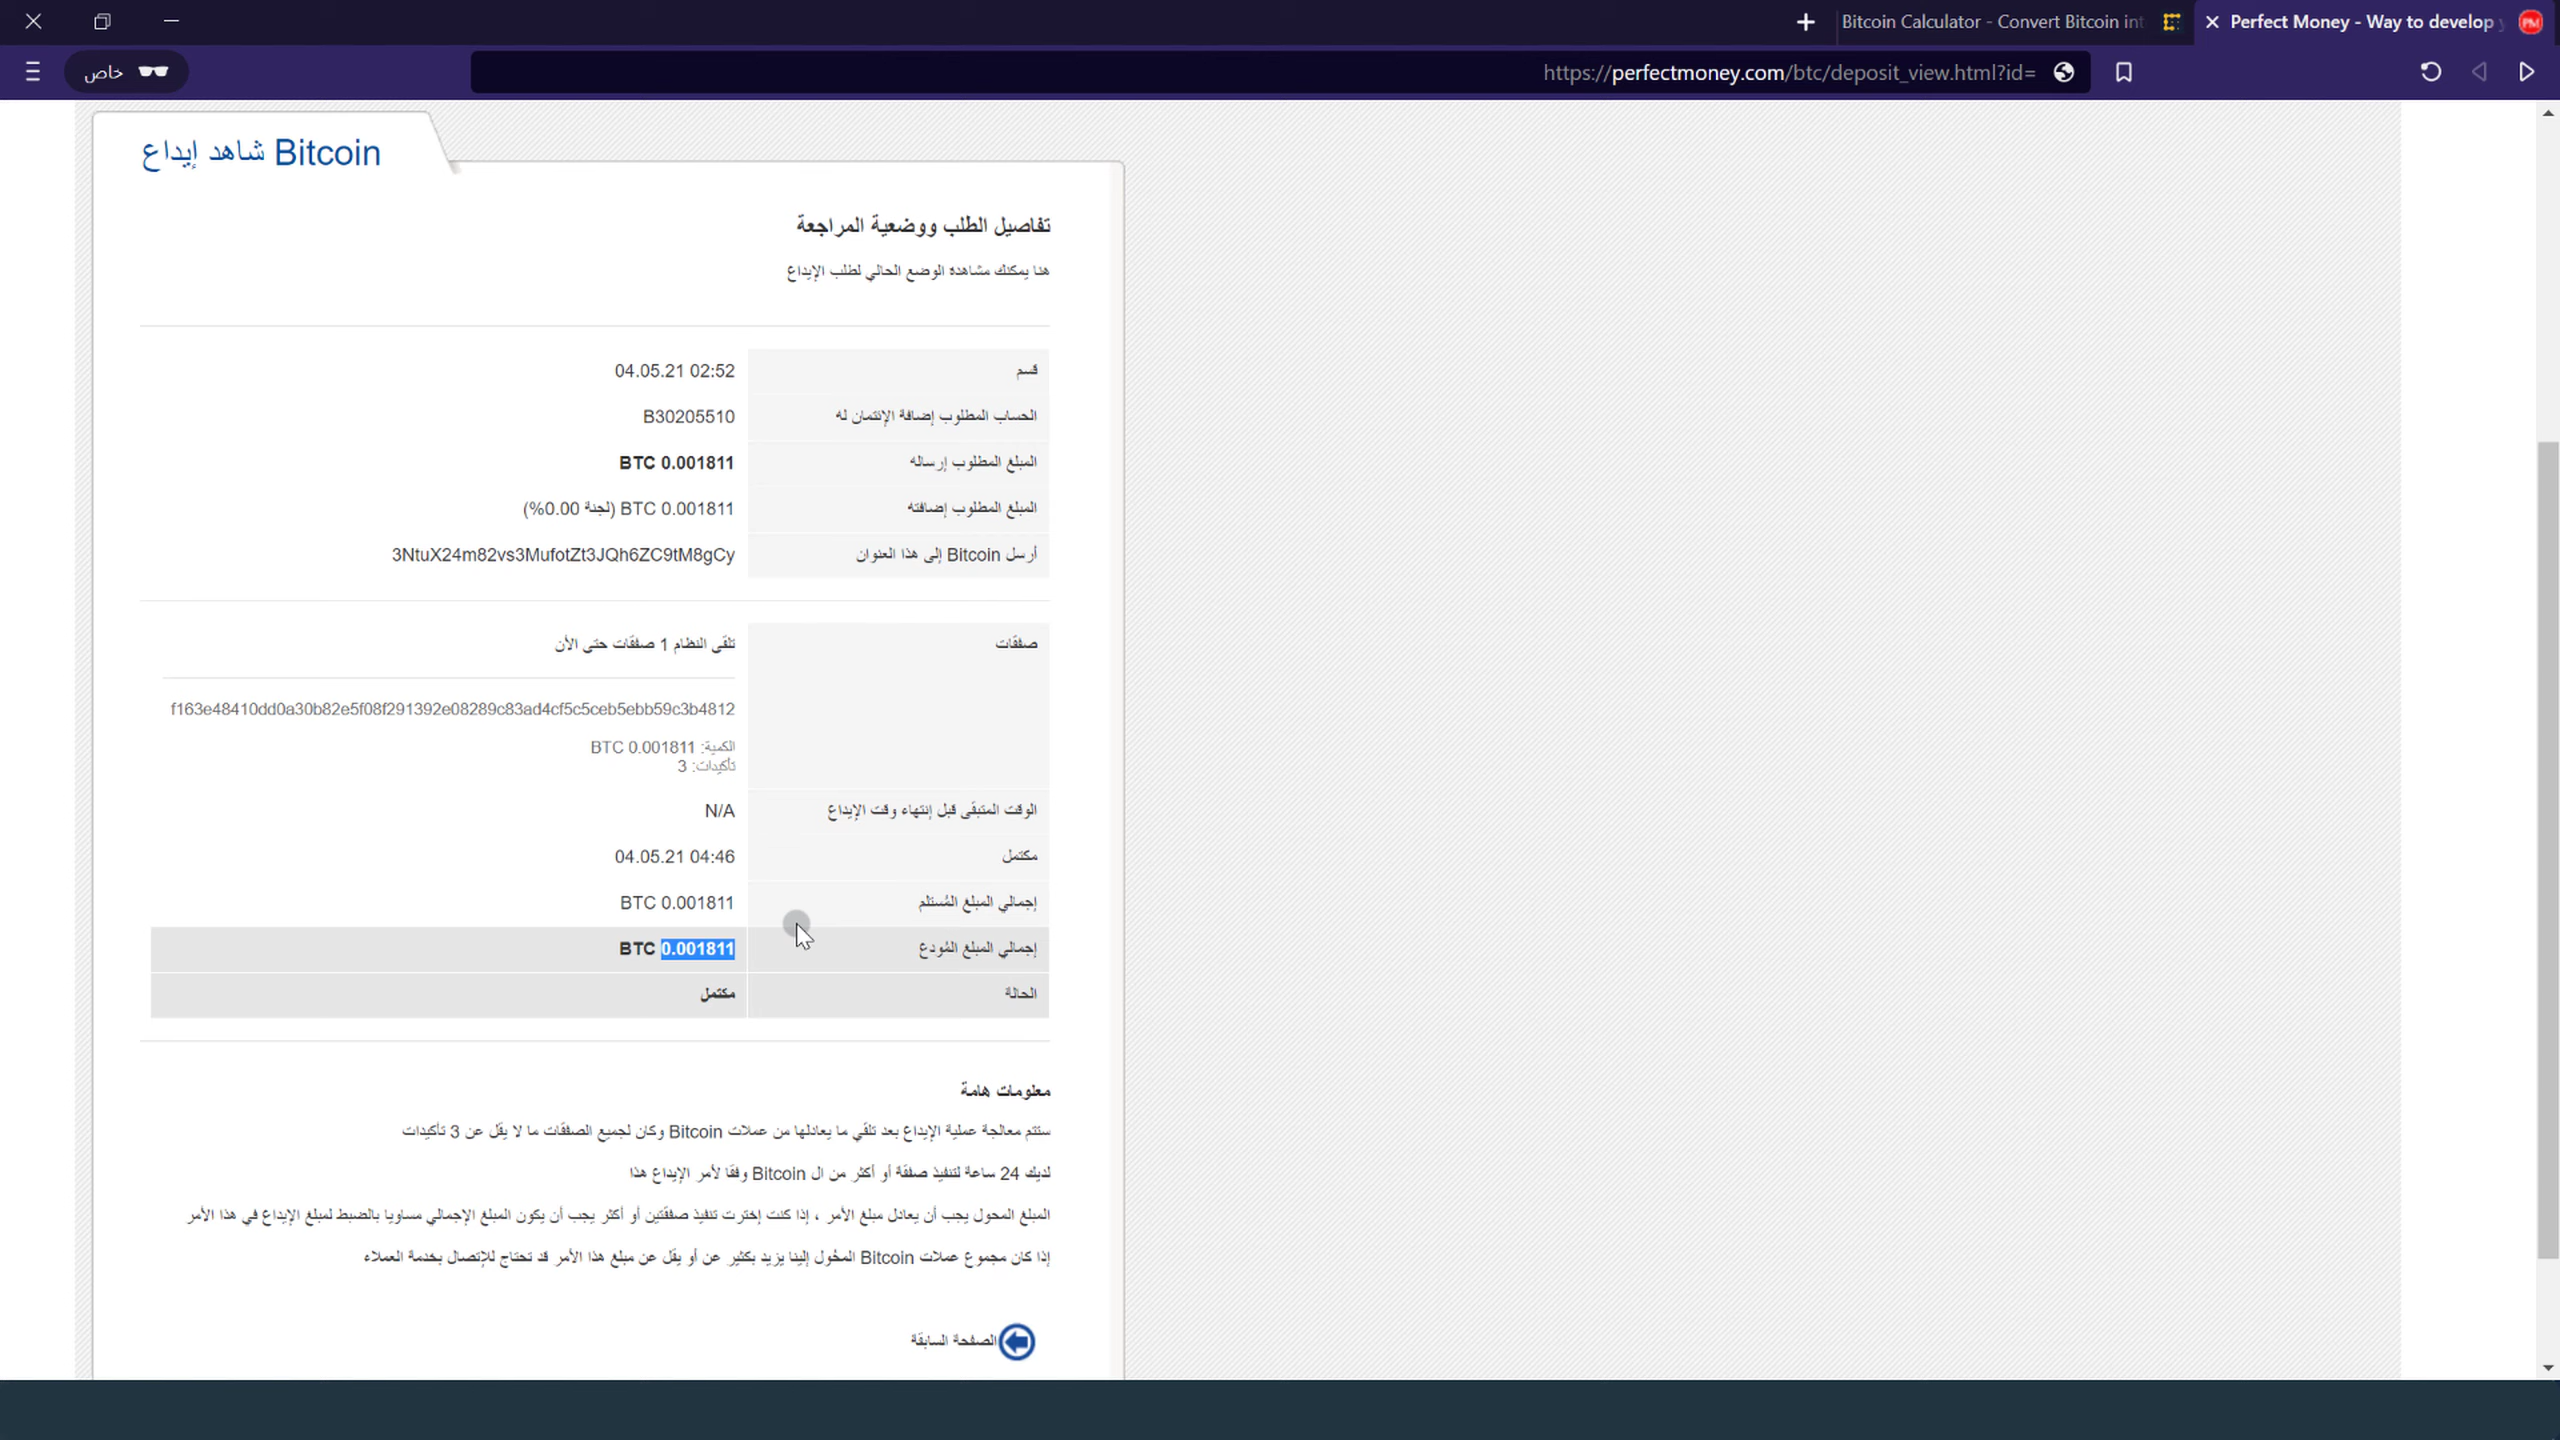 Bitcoin Calculator - Convert Bitcoin int
Perfect Money - Way to develop y
PM
خاص
https://perfectmoney.com/btc/deposit_view.html?id=
شاهد إيداع Bitcoin
تفاصيل الطلب ووضعية المراجعة
هنا يمكنك مشاهدة الوضع الحالي لطلب الإيداع
قسم 04.05.21 02:52
الحساب المطلوب إضافة الإئتمان له B30205510
المبلغ المطلوب إرساله BTC 0.001811
المبلغ المطلوب إضافته BTC 0.001811 (لجنة 0.00%)
أرسل Bitcoin إلى هذا العنوان 3NtuX24m82vs3MufotZt3JQh6ZC9tM8gCy
صفقات تلقى النظام 1 صفقات حتى الأن
f163e48410dd0a30b82e5f08f291392e08289c83ad4cf5c5ceb5ebb59c3b4812
الكمية: BTC 0.001811
تأكيدات: 3
الوقت المتبقى قبل إنتهاء وقت الإيداع N/A
مكتمل 04.05.21 04:46
إجمالي المبلغ المُستلم BTC 0.001811
إجمالي المبلغ المُودع BTC 0.001811
الحالة مكتمل
معلومات هامة
ستتم معالجة عملية الإيداع بعد تلقي ما يعادلها من عملات Bitcoin وكان لجميع الصفقات ما لا يقل عن 3 تأكيدات
لديك 24 ساعة لتنفيذ صفقة أو أكثر من ال Bitcoin وفقا لأمر الإيداع هذا
المبلغ المحول يجب أن يعادل مبلغ الأمر ، إذا كنت إخترت تنفيذ صفقتين أو أكثر يجب أن يكون المبلغ الإجمالي مساويا بالضبط لمبلغ الإيداع في هذا الأمر
إذا كان مجموع عملات Bitcoin المخُول إلينا يزيد بكثير عن أو يقل عن مبلغ هذا الأمر قد تحتاج للإتصال بخدمة العملاء
الصفحة السابقة